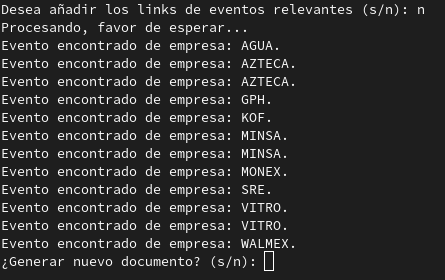 Desea añadir los links de eventos relevantes (s/n): n
Procesando, favor de esperar...
Evento encontrado de empresa: AGUA.
Evento encontrado de empresa: AZTECA.
Evento encontrado de empresa: AZTECA.
Evento encontrado de empresa: GPH.
Evento encontrado de empresa: KOF.
Evento encontrado de empresa: MINSA.
Evento encontrado de empresa: MINSA.
Evento encontrado de empresa: MONEX.
Evento encontrado de empresa: SRE.
Evento encontrado de empresa: VITRO.
Evento encontrado de empresa: VITRO.
Evento encontrado de empresa: WALMEX.
¿Generar nuevo documento? (s/n):